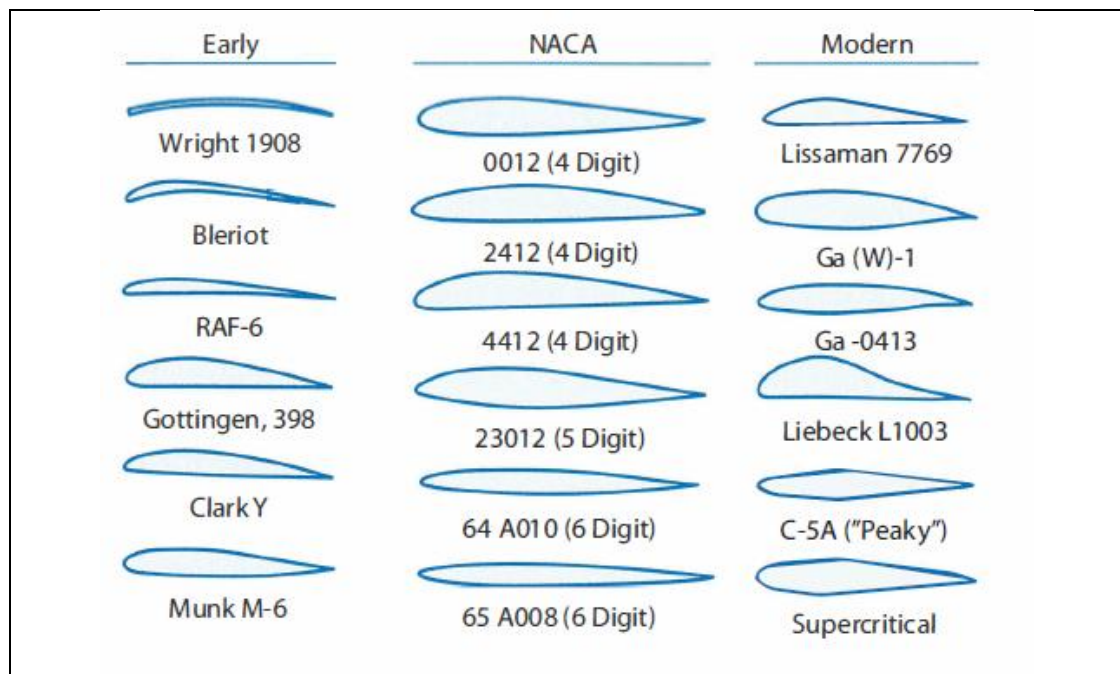 Early
Wright 1908
Bleriot
RAF-6
Gottingen, 398
Clark Y
Munk M-6
NACA
0012 (4 Digit)
2412 (4 Digit)
4412 (4 Digit)
23012 (5 Digit)
64 A010 (6 Digit)
65 A008 (6 Digit)
Modern
Lissaman 7769
Ga (W)-1
Ga -0413
Liebeck L1003
C-5A ("Peaky")
Supercritical